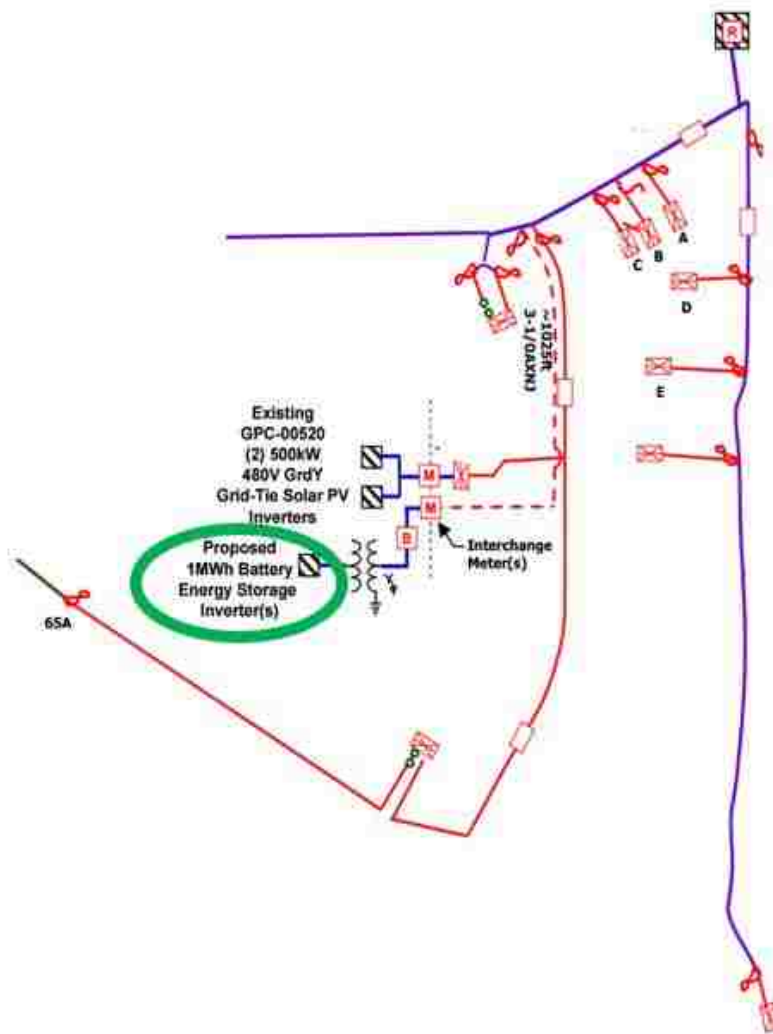 R
A
B
C
D
E
~1025ft
3-1/0AXNJ
Existing
GPC-00520
(2) 500kW
480V GrdY
Grid-Tie Solar PV
Inverters
M
M
B
Interchange
Meter(s)
Proposed
1MWh Battery
Energy Storage
Inverter(s)
65A